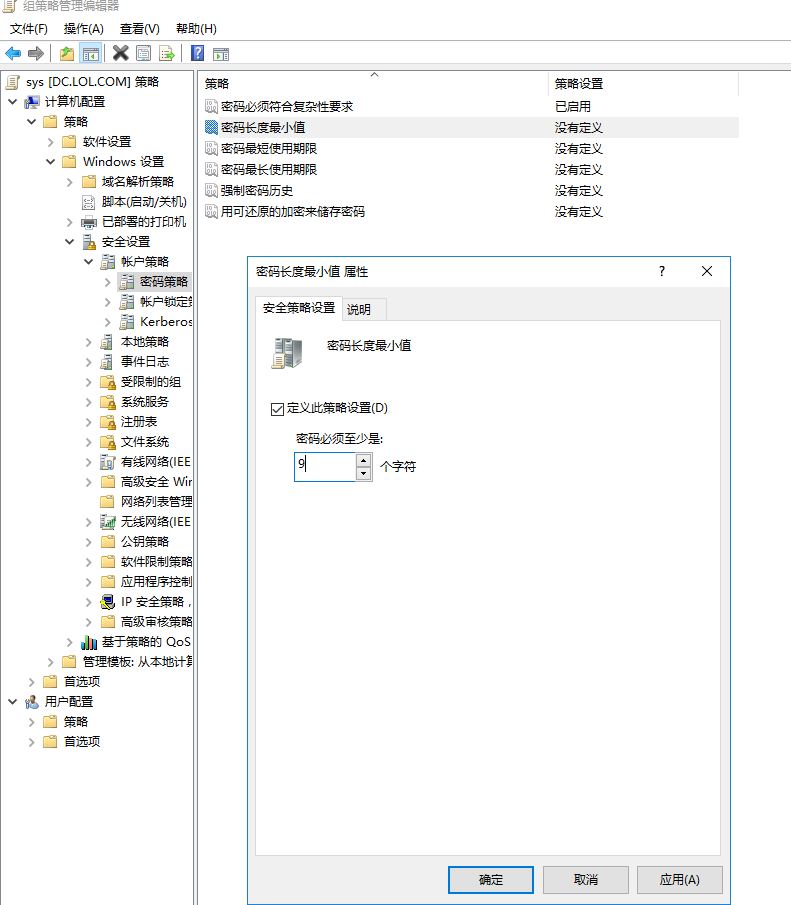 组策略管理编辑器
文件(F) 操作(A) 查看(V) 帮助(H)
sys [DC.LOL.COM] 策略
计算机配置
策略
软件设置
Windows 设置
域名解析策略
脚本(启动/关机)
已部署的打印机
安全设置
帐户策略
密码策略
帐户锁定策
Kerberos
本地策略
事件日志
受限制的组
系统服务
注册表
文件系统
有线网络(IEE
高级安全 Win
网络列表管理
无线网络(IEE
公钥策略
软件限制策略
应用程序控制
IP 安全策略，
高级审核策略
基于策略的 QoS
管理模板: 从本地计算
首选项
用户配置
策略
首选项
策略 策略设置
密码必须符合复杂性要求 已启用
密码长度最小值 没有定义
密码最短使用期限 没有定义
密码最长使用期限 没有定义
强制密码历史 没有定义
用可还原的加密来储存密码 没有定义
密码长度最小值 属性 ?
安全策略设置 说明
密码长度最小值
定义此策略设置(D)
密码必须至少是:
9 个字符
确定 取消 应用(A)